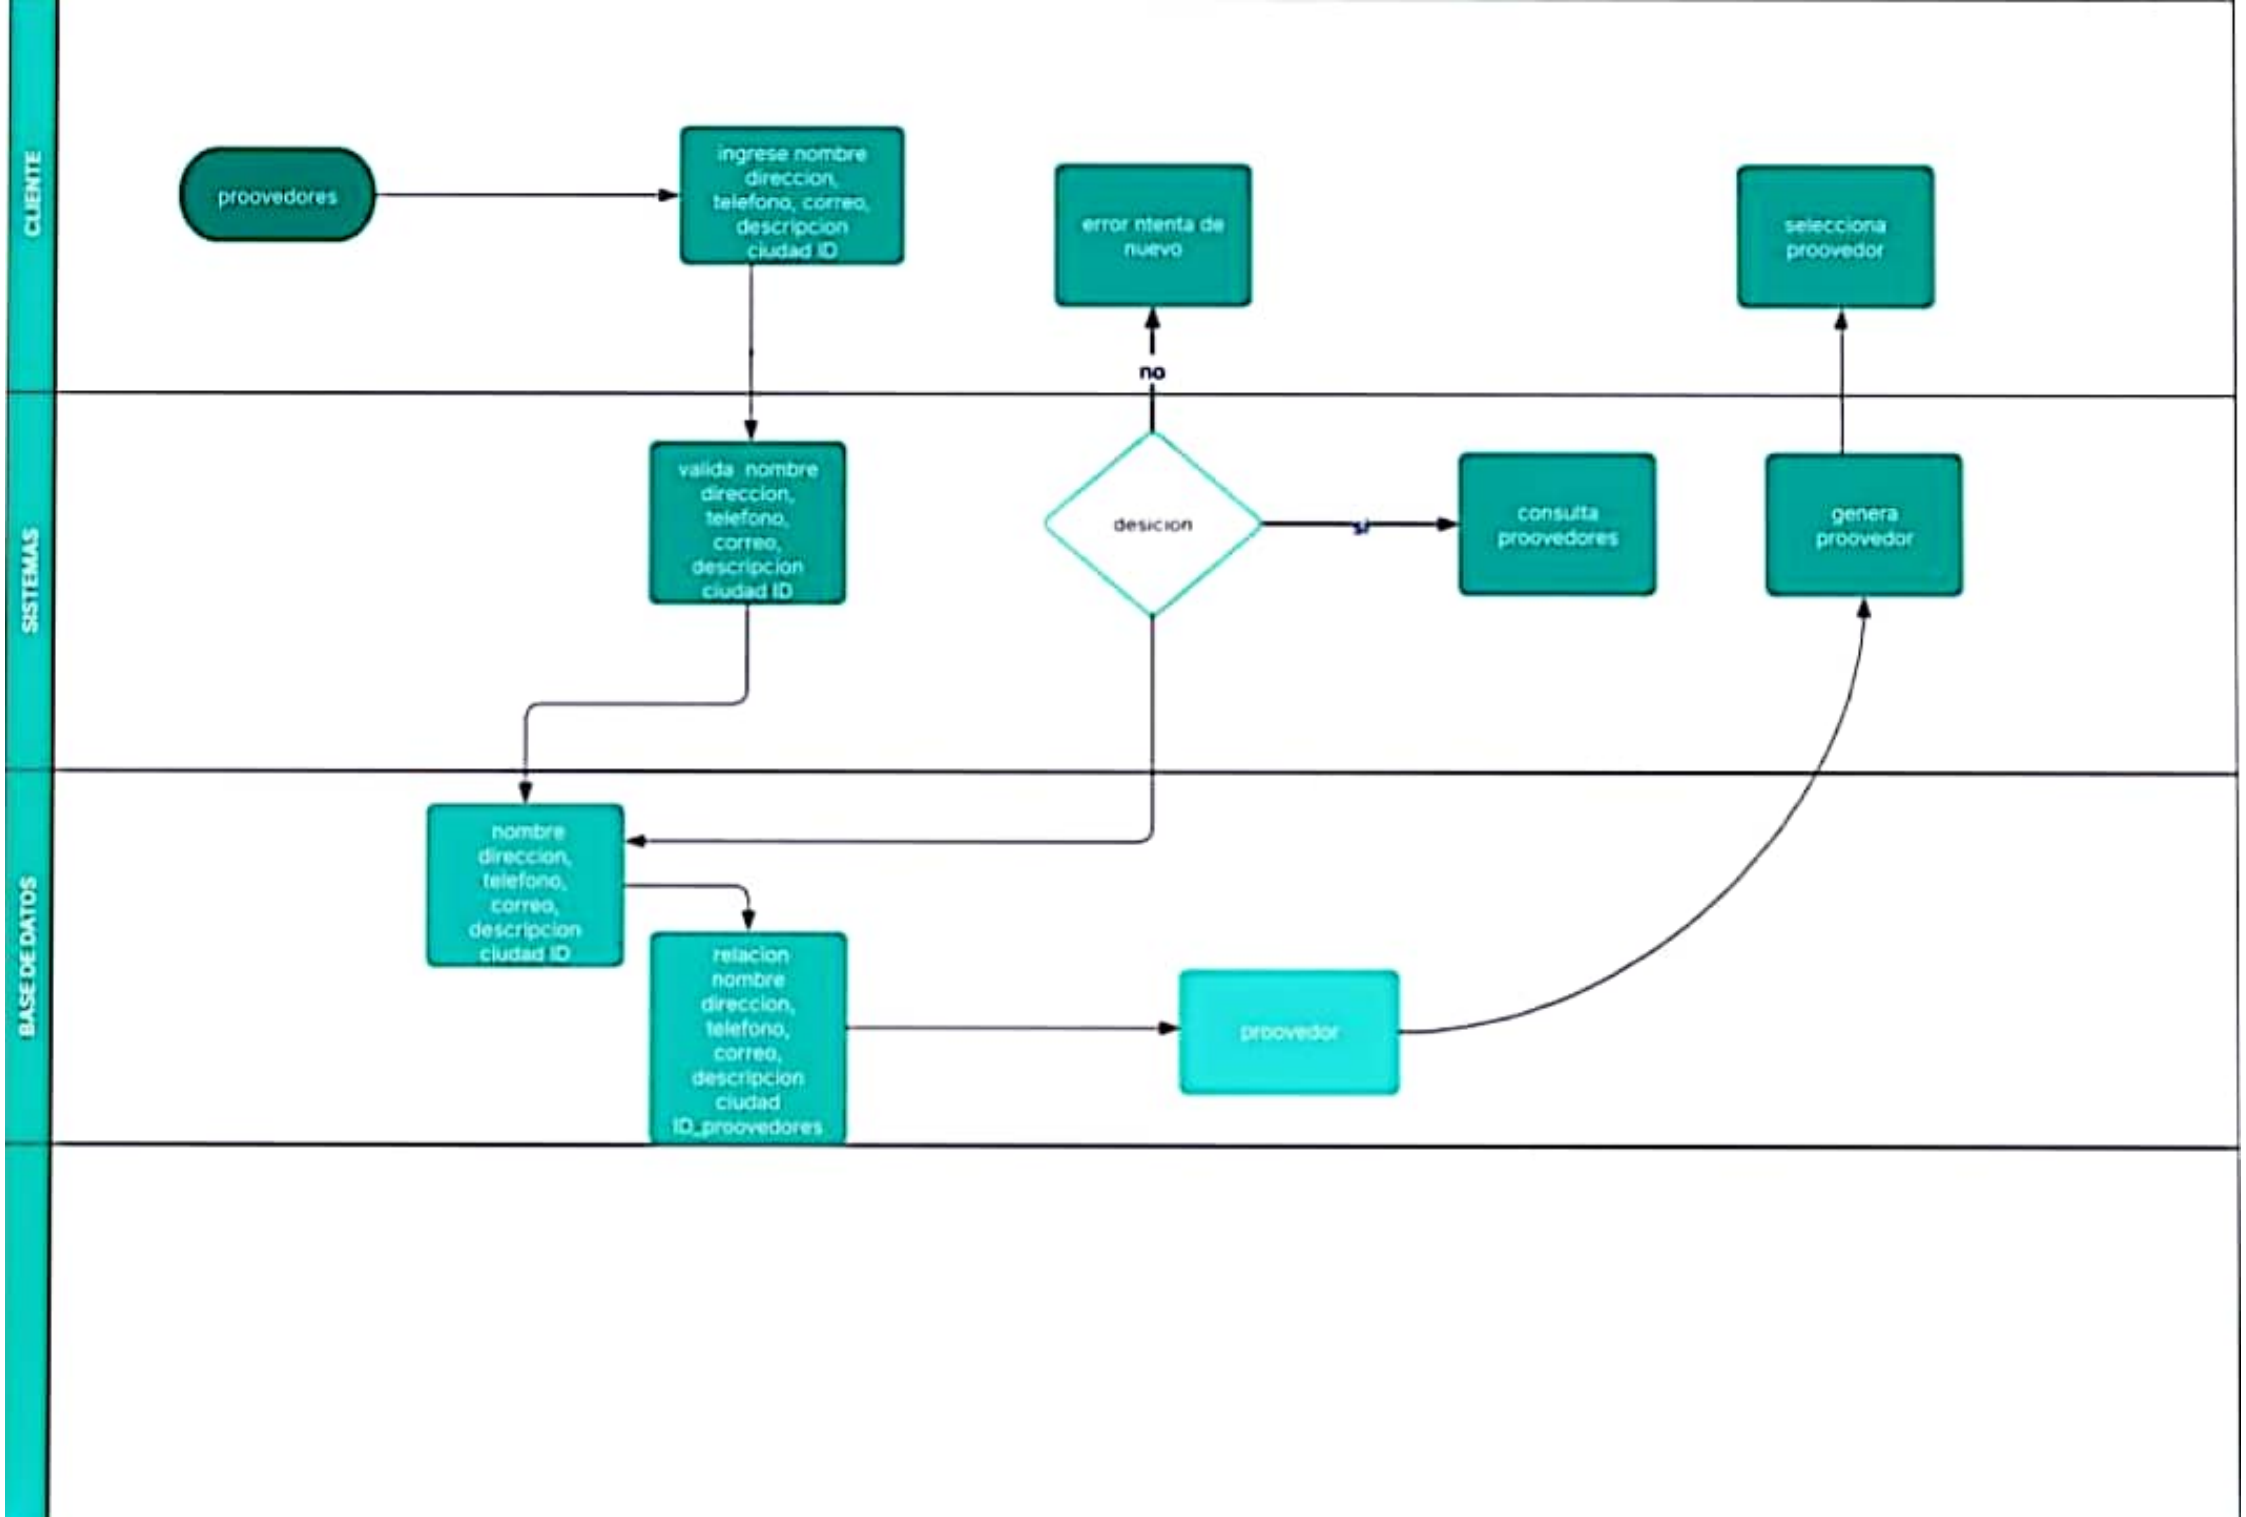 CLIENTE
proovedores
ingrese nombre
direccion,
telefono, correo,
descripcion
ciudad ID
error ntenta de
nuevo
selecciona
proovedor
no
SISTEMAS
valida nombre
direccion,
telefono,
correo,
descripcion
ciudad ID
desicion
si
consulta
proovedores
genera
proovedor
BASE DE DATOS
nombre
direccion,
telefono,
correo,
descripcion
ciudad ID
relacion
nombre
direccion,
telefono,
correo,
descripcion
ciudad
ID_proovedores
proovedor